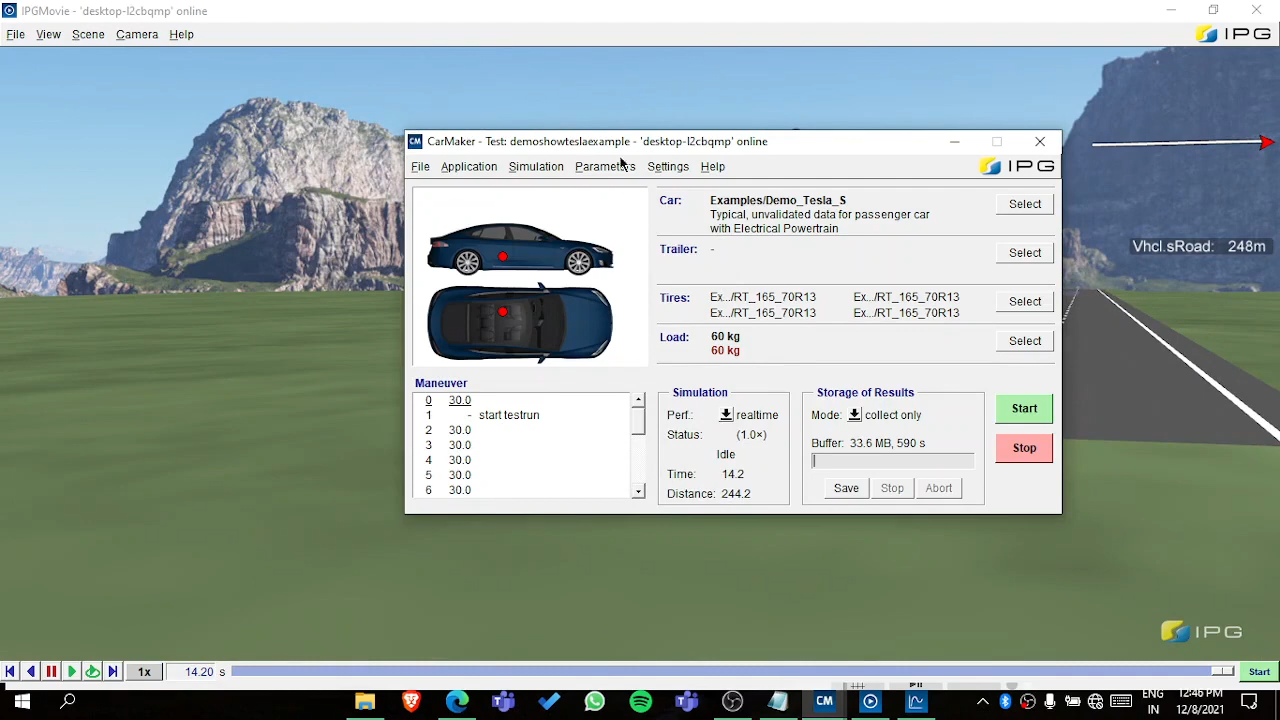 IPGMovie - 'desktop-l2cbqmp' online
File View Scene Camera Help
IPG
CM CarMaker - Test: demoshowteslaexample - 'desktop-l2cbqmp' online
File Application Simulation Parameters Settings Help
IPG
Car: Examples/Demo_Tesla_S Select
Typical, unvalidated data for passenger car
with Electrical Powertrain
Vhcl.sRoad: 248m
Trailer: - Select
Tires: Ex.../RT_165_70R13 Ex.../RT_165_70R13 Select
Ex.../RT_165_70R13 Ex.../RT_165_70R13
Load: 60 kg Select
60 kg
Maneuver
0 30.0
1 - start testrun
2 30.0
3 30.0
4 30.0
5 30.0
6 30.0
Simulation
Perf.: realtime
Status: (1.0×)
Idle
Time: 14.2
Distance: 244.2
Storage of Results
Mode: collect only
Buffer: 33.6 MB, 590 s
Save Stop Abort
Start
Stop
IPG
1x 14.20 s Start
CM
ENG
IN
12:46 PM
12/8/2021